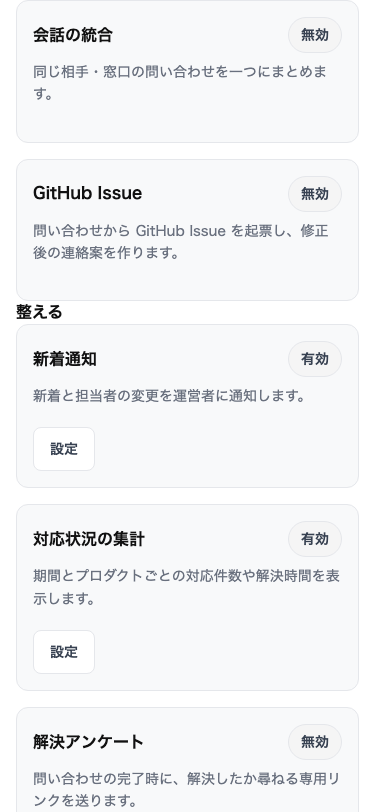 会話の統合
無効
同じ相手・窓口の問い合わせを一つにまとめま
す。
GitHub Issue
無効
問い合わせから GitHub Issue を起票し、修正
後の連絡案を作ります。
整える
新着通知
有効
新着と担当者の変更を運営者に通知します。
設定
対応状況の集計
有効
期間とプロダクトごとの対応件数や解決時間を表
示します。
設定
解決アンケート
無効
問い合わせの完了時に、解決したか尋ねる専用リ
ンクを送ります。